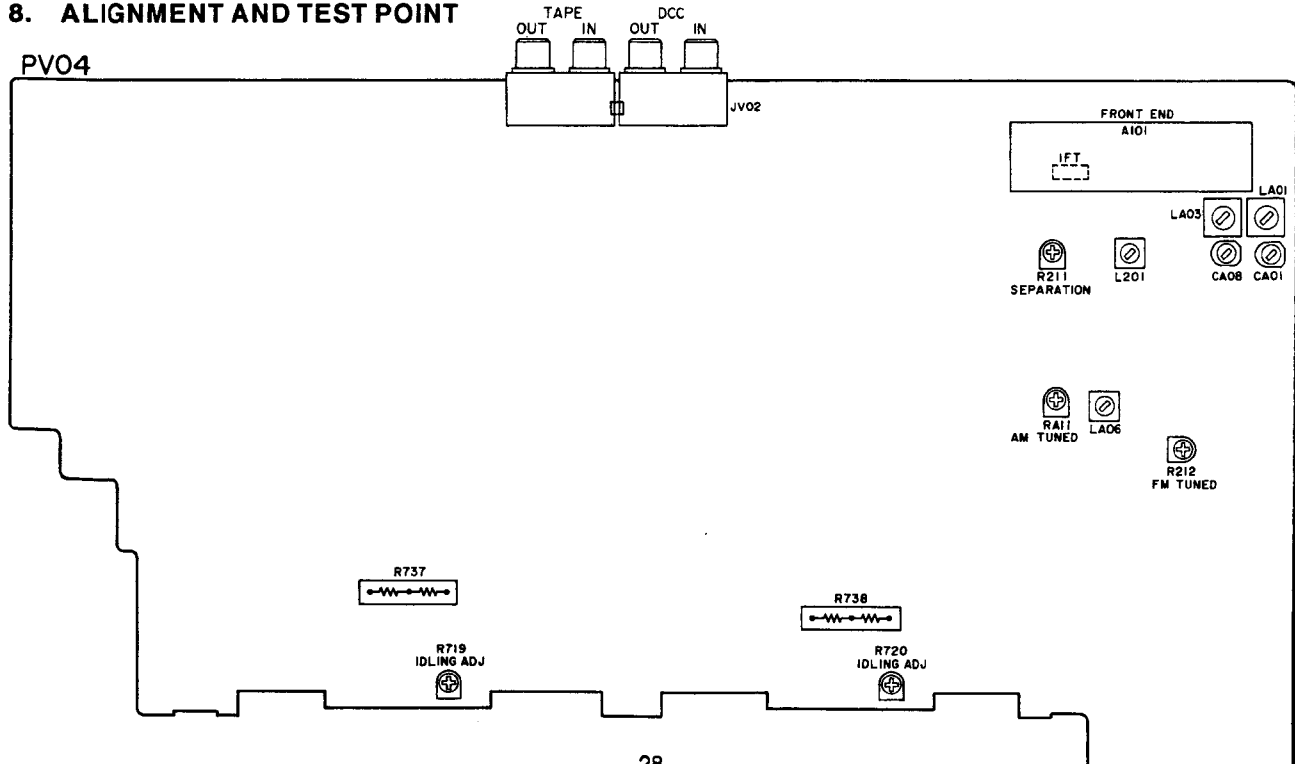 8. ALIGNMENT AND TEST POINT
TAPE DCC
OUT IN OUT IN
PV04
JV02
FRONT END
A101
IFT
LA01
LA03
R211
SEPARATION
L201
CA08 CA01
RA11
AM TUNED
LA06
R212
FM TUNED
R737
R738
R719
IDLING ADJ
R720
IDLING ADJ